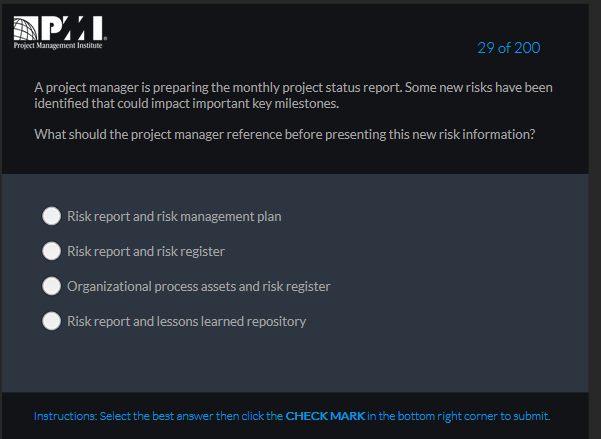 PMI
Project Management Institute
29 of 200
A project manager is preparing the monthly project status report. Some new risks have been
identified that could impact important key milestones.
What should the project manager reference before presenting this new risk information?
Risk report and risk management plan
Risk report and risk register
Organizational process assets and risk register
Risk report and lessons learned repository
Instructions: Select the best answer then click the CHECK MARK in the bottom right corner to submit.